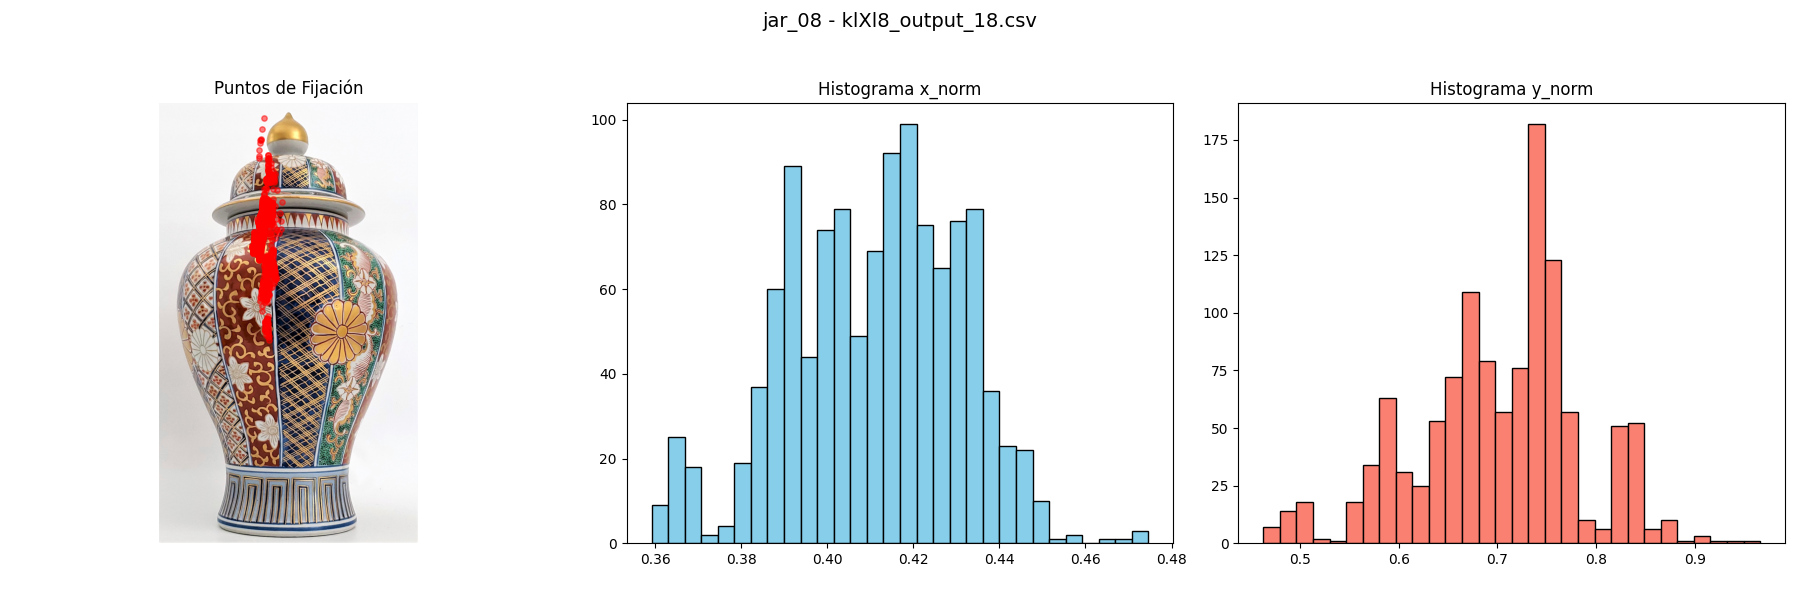 jar_08 - klXl8_output_18.csv
Puntos de Fijación
Histograma x_norm
Histograma y_norm
100
80
60
40
20
0
0.36 0.38 0.40 0.42 0.44 0.46 0.48
175
150
125
100
75
50
25
0
0.5 0.6 0.7 0.8 0.9